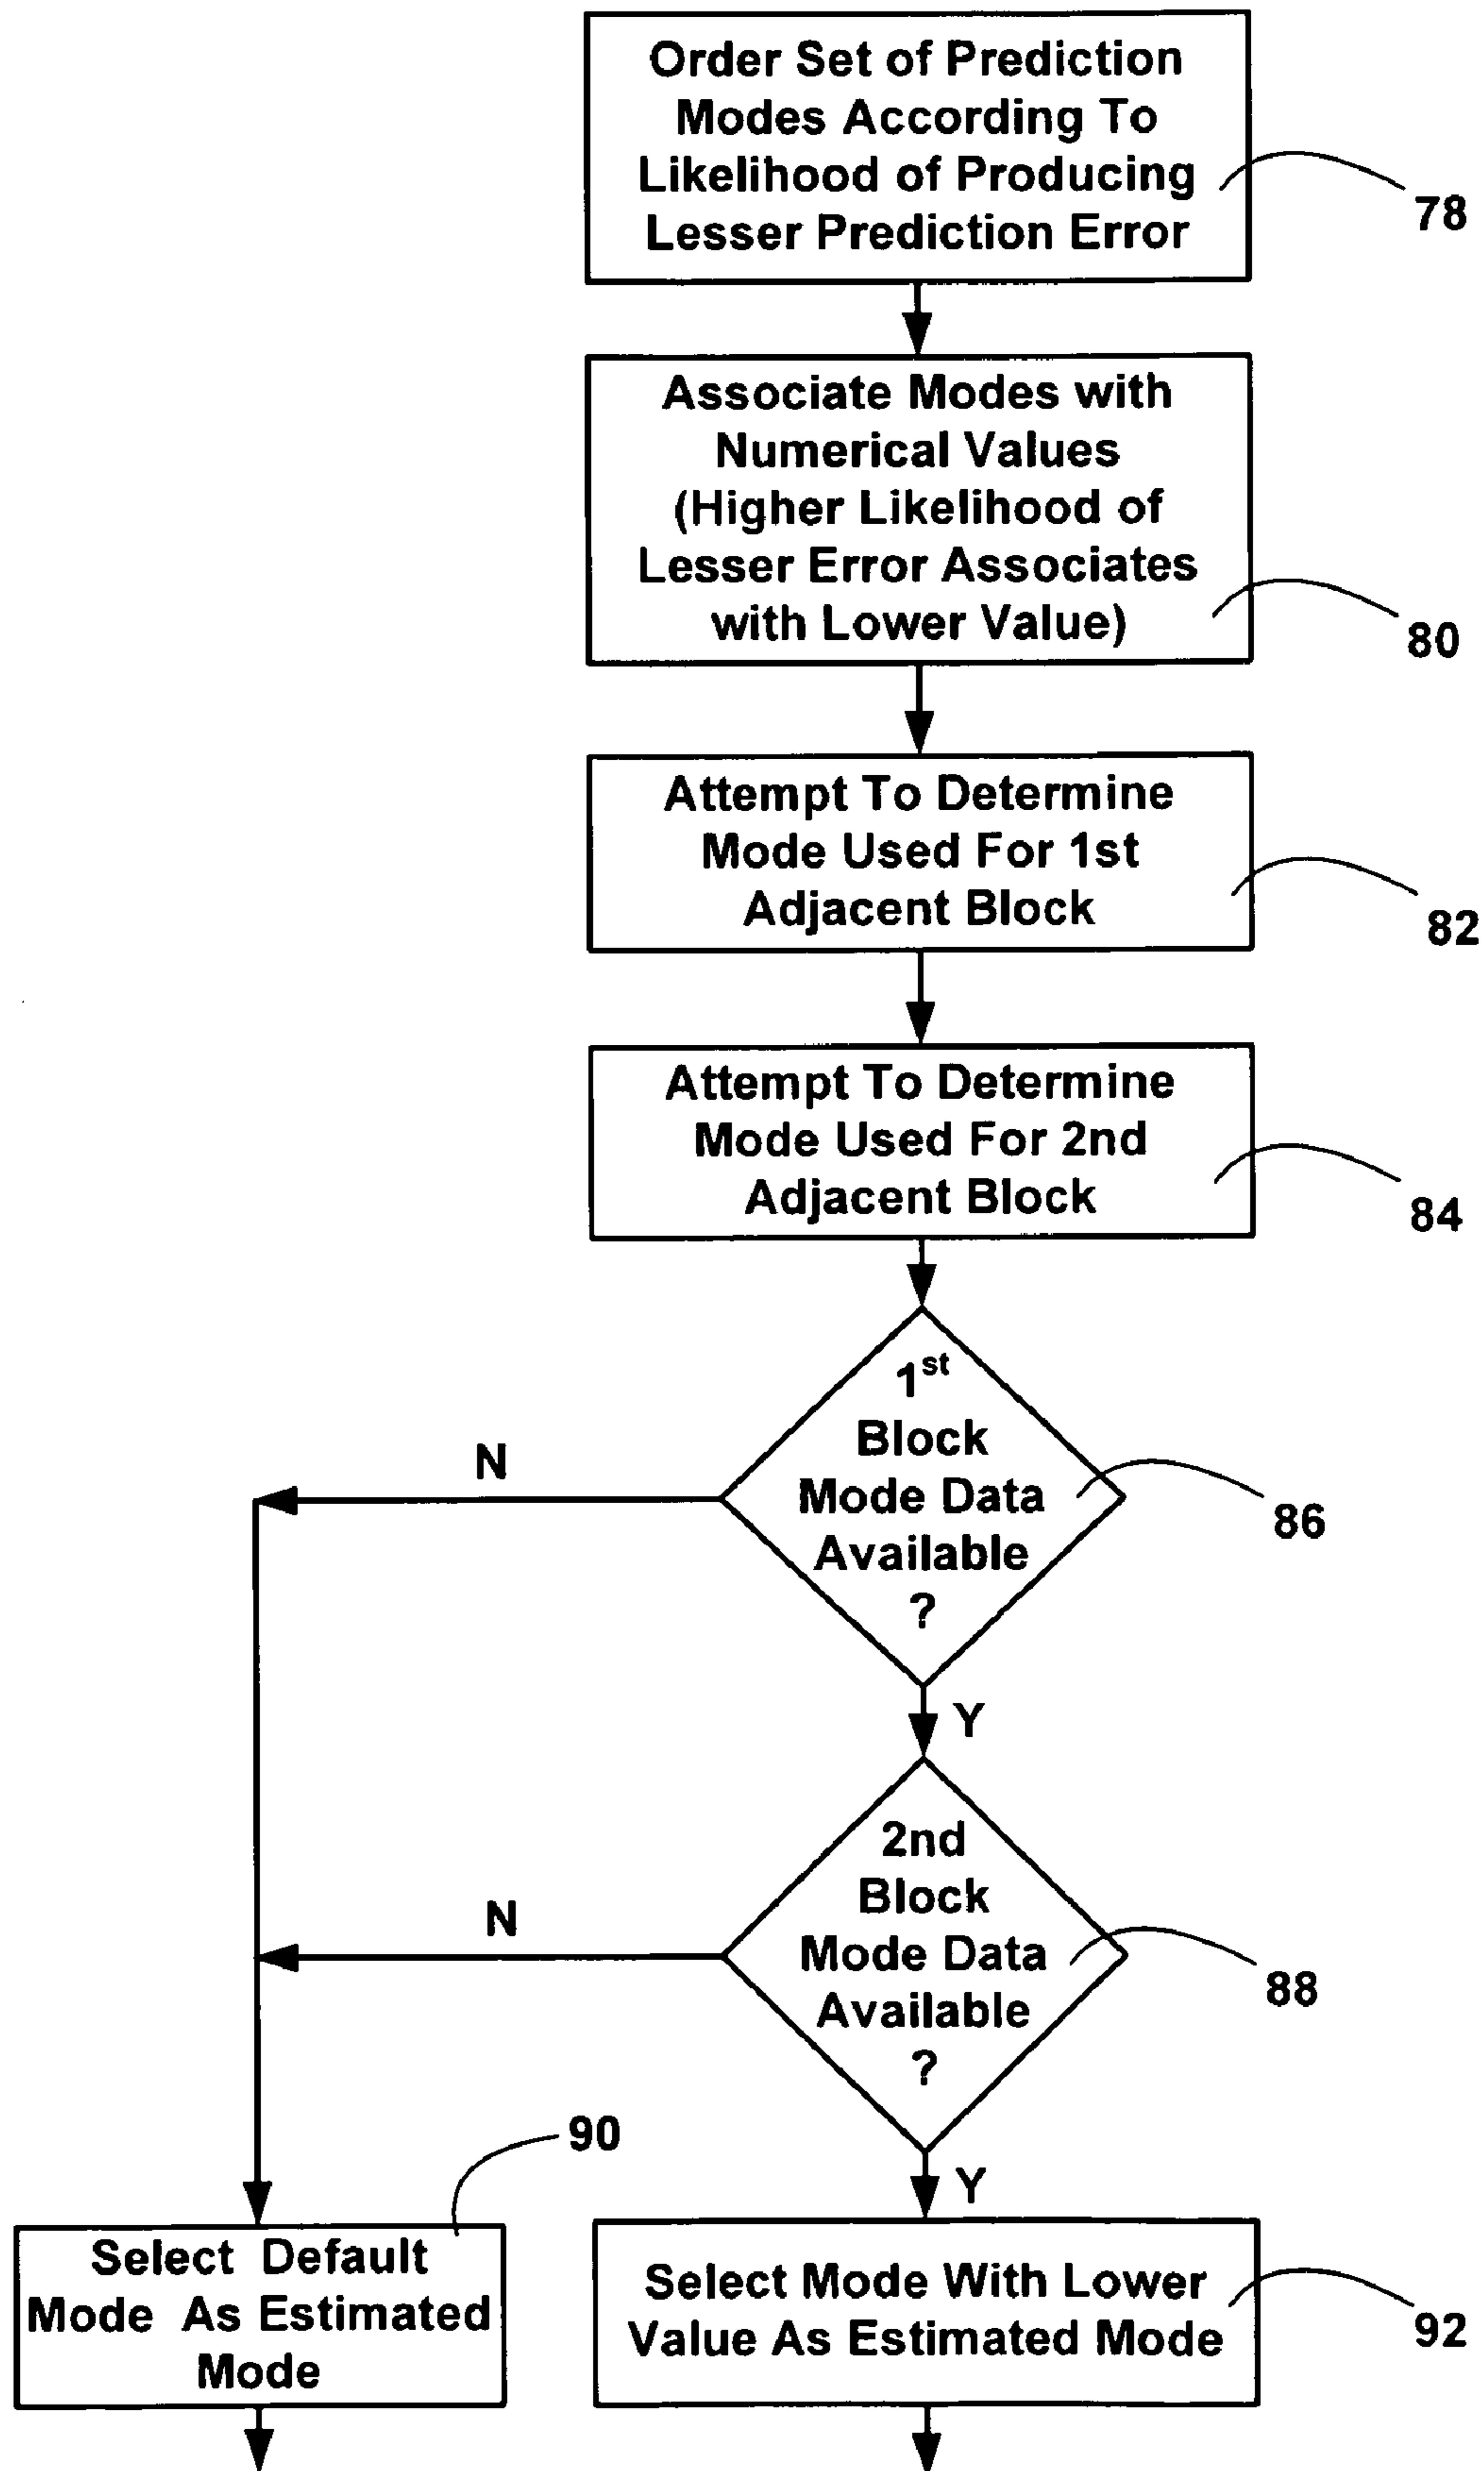 Order Set of Prediction
Modes According To
Likelihood of Producing
Lesser Prediction Error
78
Associate Modes with
Numerical Values
(Higher Likelihood of
Lesser Error Associates
with Lower Value)
80
Attempt To Determine
Mode Used For 1st
Adjacent Block
82
Attempt To Determine
Mode Used For 2nd
Adjacent Block
84
1st
Block
Mode Data
Available
?
86
N
Y
2nd
Block
Mode Data
Available
?
88
N
Y
90
Select Default
Mode As Estimated
Mode
Select Mode With Lower
Value As Estimated Mode
92